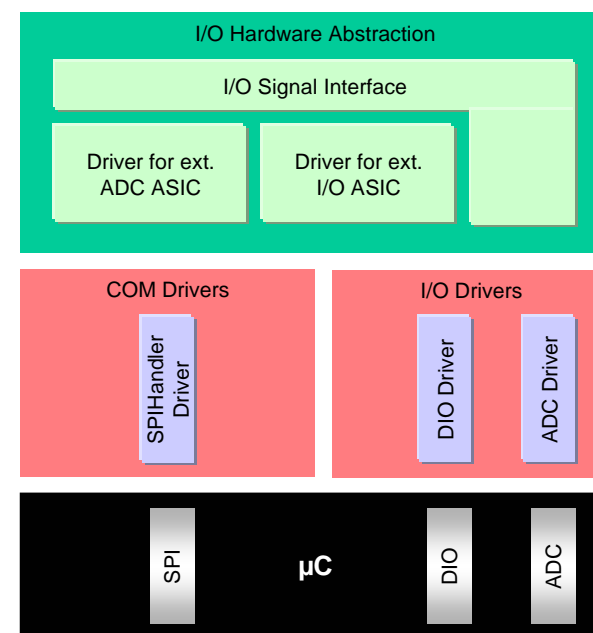 I/O Hardware Abstraction
I/O Signal Interface
Driver for ext.
ADC ASIC
Driver for ext.
I/O ASIC
COM Drivers
I/O Drivers
SPIHandler
Driver
DIO Driver
ADC Driver
SPI
µC
DIO
ADC